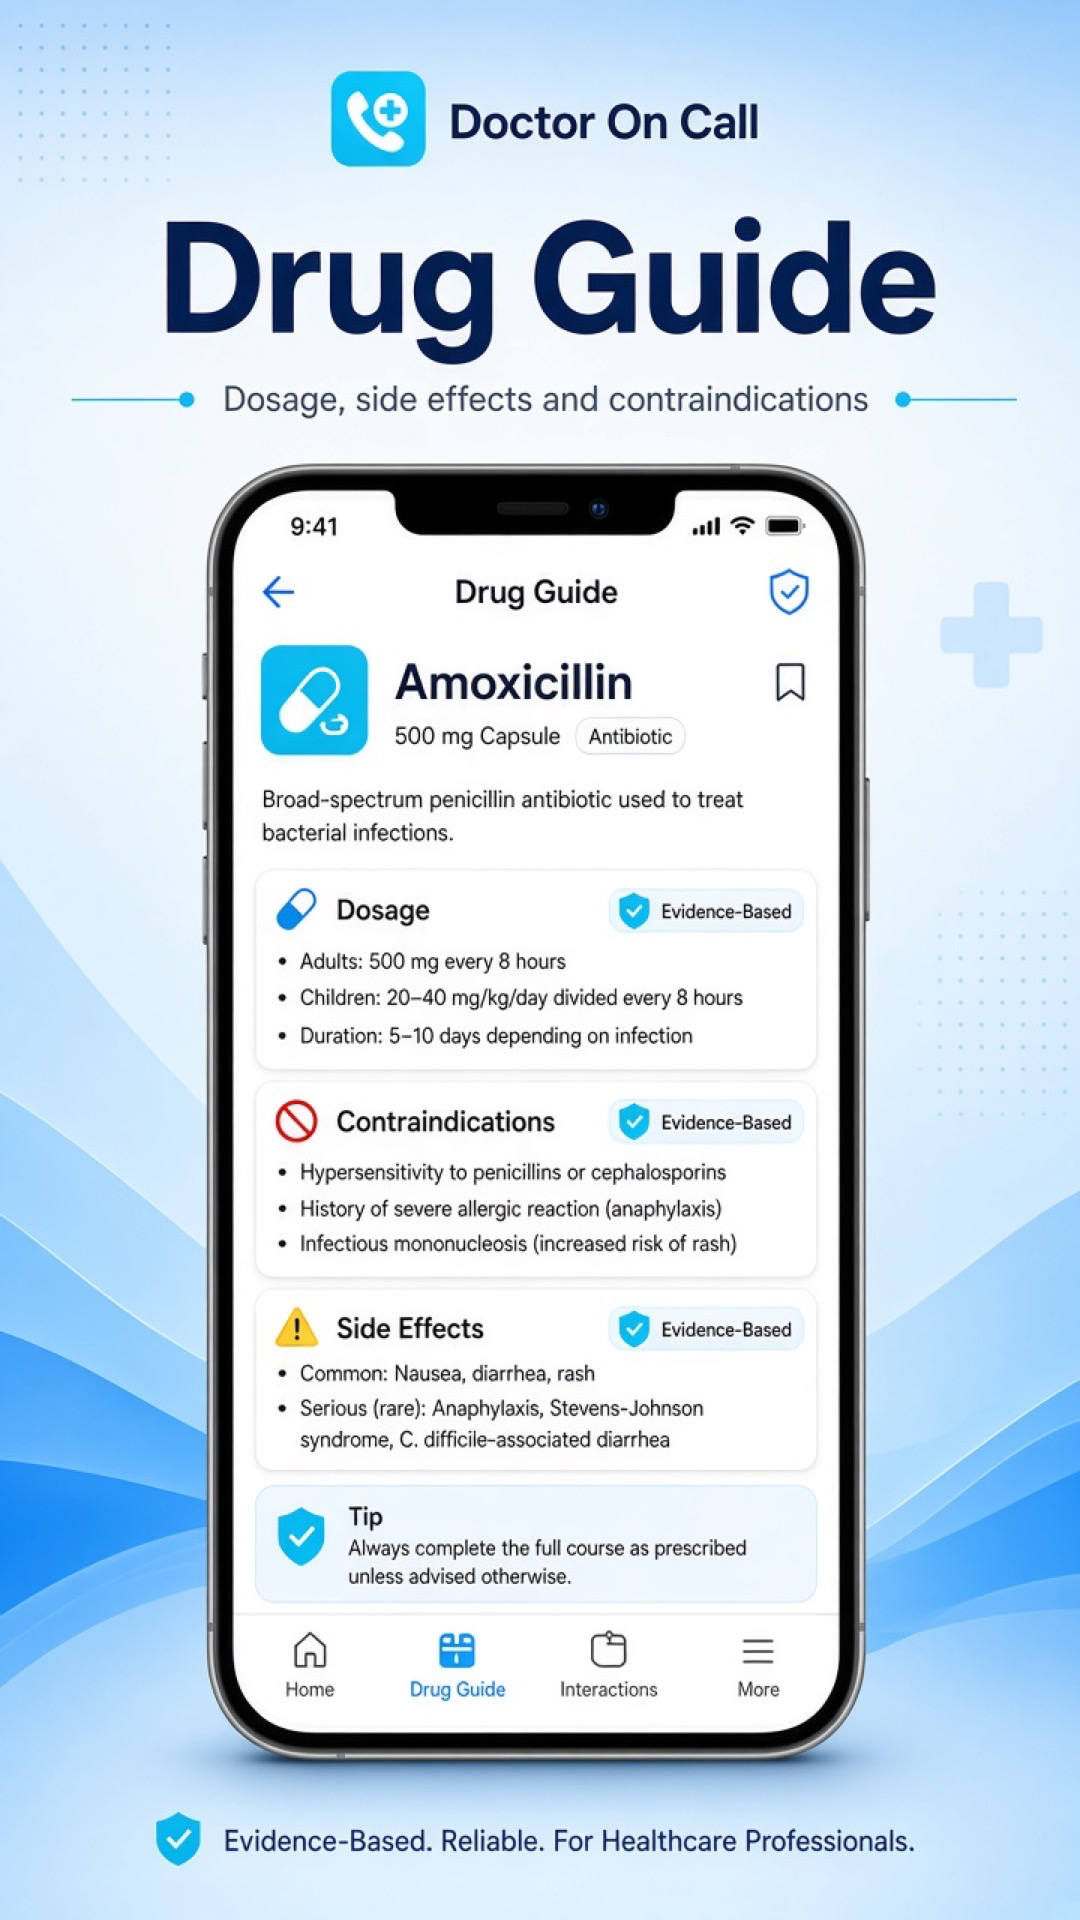 Doctor On Call
Drug Guide
Dosage, side effects and contraindications
9:41
Drug Guide
Amoxicillin
500 mg Capsule
Antibiotic
Broad-spectrum penicillin antibiotic used to treat
bacterial infections.
Dosage
Evidence-Based
• Adults: 500 mg every 8 hours
• Children: 20–40 mg/kg/day divided every 8 hours
• Duration: 5–10 days depending on infection
Contraindications
Evidence-Based
• Hypersensitivity to penicillins or cephalosporins
• History of severe allergic reaction (anaphylaxis)
• Infectious mononucleosis (increased risk of rash)
Side Effects
Evidence-Based
• Common: Nausea, diarrhea, rash
• Serious (rare): Anaphylaxis, Stevens-Johnson
syndrome, C. difficile-associated diarrhea
Tip
Always complete the full course as prescribed
unless advised otherwise.
Home
Drug Guide
Interactions
More
Evidence-Based. Reliable. For Healthcare Professionals.